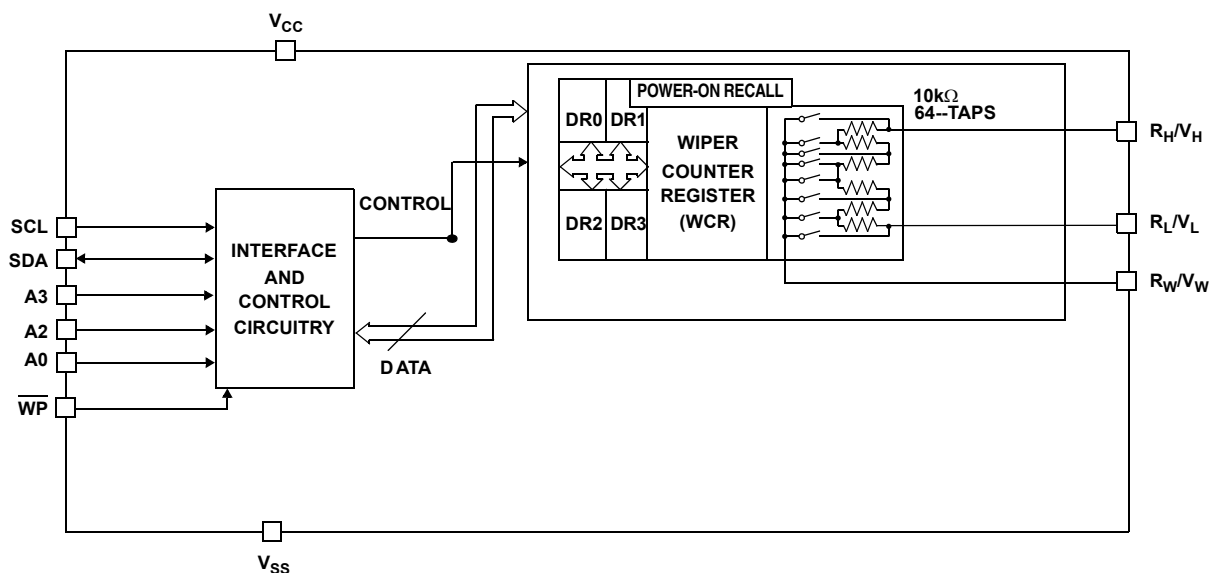 VCC
POWER-ON RECALL
10kΩ
64--TAPS
DR0 DR1
WIPER
COUNTER
REGISTER
(WCR)
DR2 DR3
RH/VH
RL/VL
RW/VW
CONTROL
SCL
SDA
A3
A2
A0
WP
INTERFACE
AND
CONTROL
CIRCUITRY
DATA
VSS